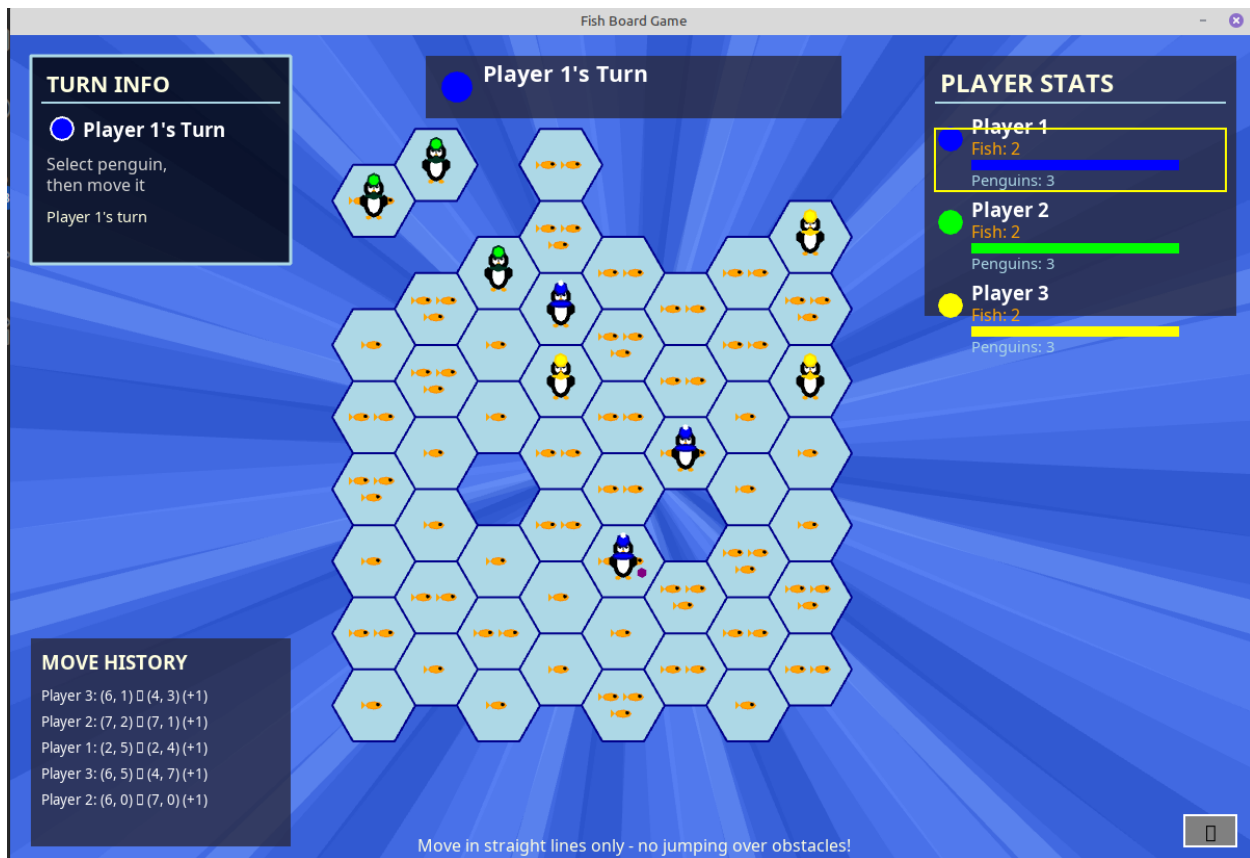 Fish Board Game
TURN INFO
Player 1's Turn
Select penguin,
then move it
Player 1's turn
Player 1's Turn
PLAYER STATS
Player 1
Fish: 2
Penguins: 3
Player 2
Fish: 2
Penguins: 3
Player 3
Fish: 2
Penguins: 3
MOVE HISTORY
Player 3: (6, 1) ▯ (4, 3) (+1)
Player 2: (7, 2) ▯ (7, 1) (+1)
Player 1: (2, 5) ▯ (2, 4) (+1)
Player 3: (6, 5) ▯ (4, 7) (+1)
Player 2: (6, 0) ▯ (7, 0) (+1)
Move in straight lines only - no jumping over obstacles!